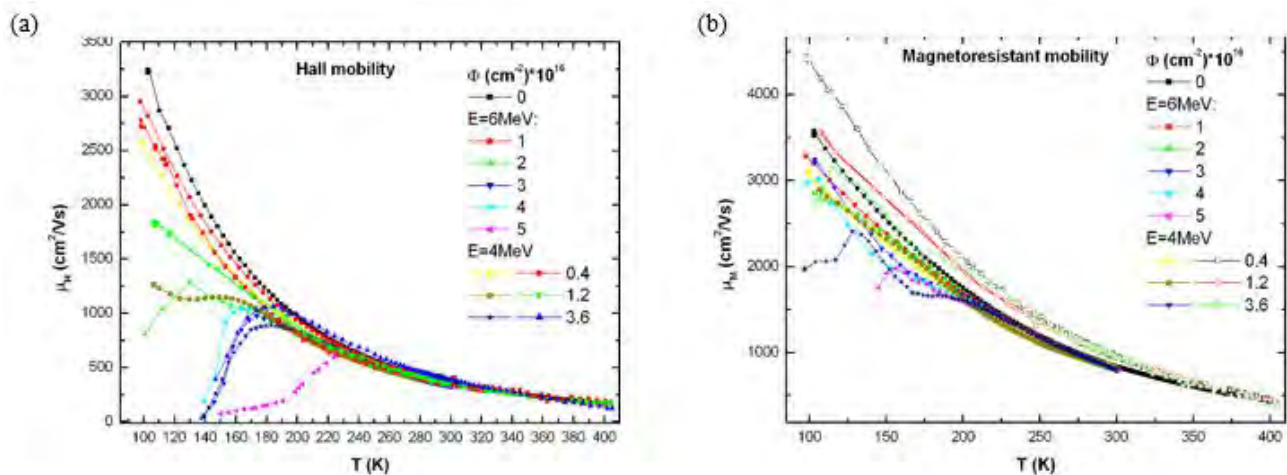 (a)
Hall mobility
Φ (cm⁻²)*10¹⁶
0
E=6MeV:
1
2
3
4
5
E=4MeV
0.4
1.2
3.6
3500
3000
2500
2000
1500
1000
500
0
μH (cm²/Vs)
100 120 140 160 180 200 220 240 260 280 300 320 340 360 380 400
T (K)
(b)
Magnetoresistant mobility
Φ (cm⁻²)*10¹⁶
0
E=6MeV:
1
2
3
4
5
E=4MeV
0.4
1.2
3.6
4000
3000
2000
1000
μM (cm²/Vs)
100 150 200 250 300 350 400
T (K)